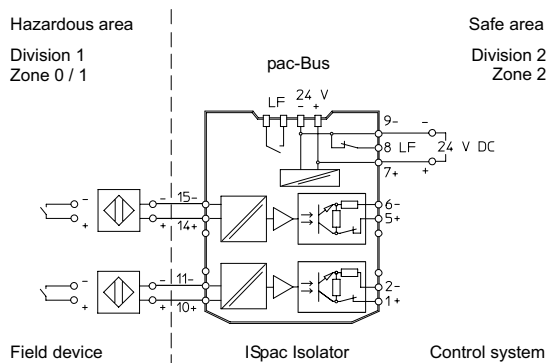 Hazardous area
Safe area
Division 1
Zone 0 / 1
Division 2
Zone 2
pac-Bus
LF
24 V
- +
9-
-
8 LF
24 V DC
7+
+
-
-
15-
6-
+
+
14+
5+
-
-
11-
2-
+
+
10+
1+
Field device
ISpac Isolator
Control system